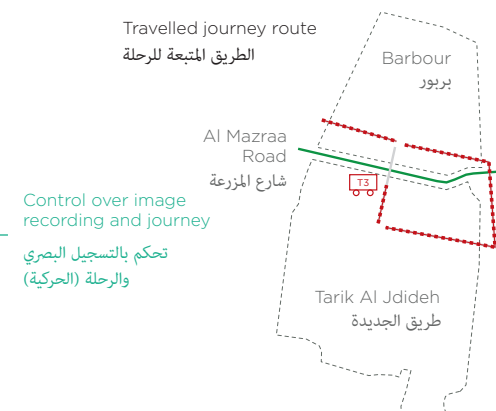 Travelled journey route
الطريق المتبعة للرحلة
Barbour
بربور
Al Mazraa
Road
شارع المزرعة
T3
Control over image
recording and journey
تحكم بالتسجيل البصري
والرحلة (الحركية)
Tarik Al Jdideh
طريق الجديدة